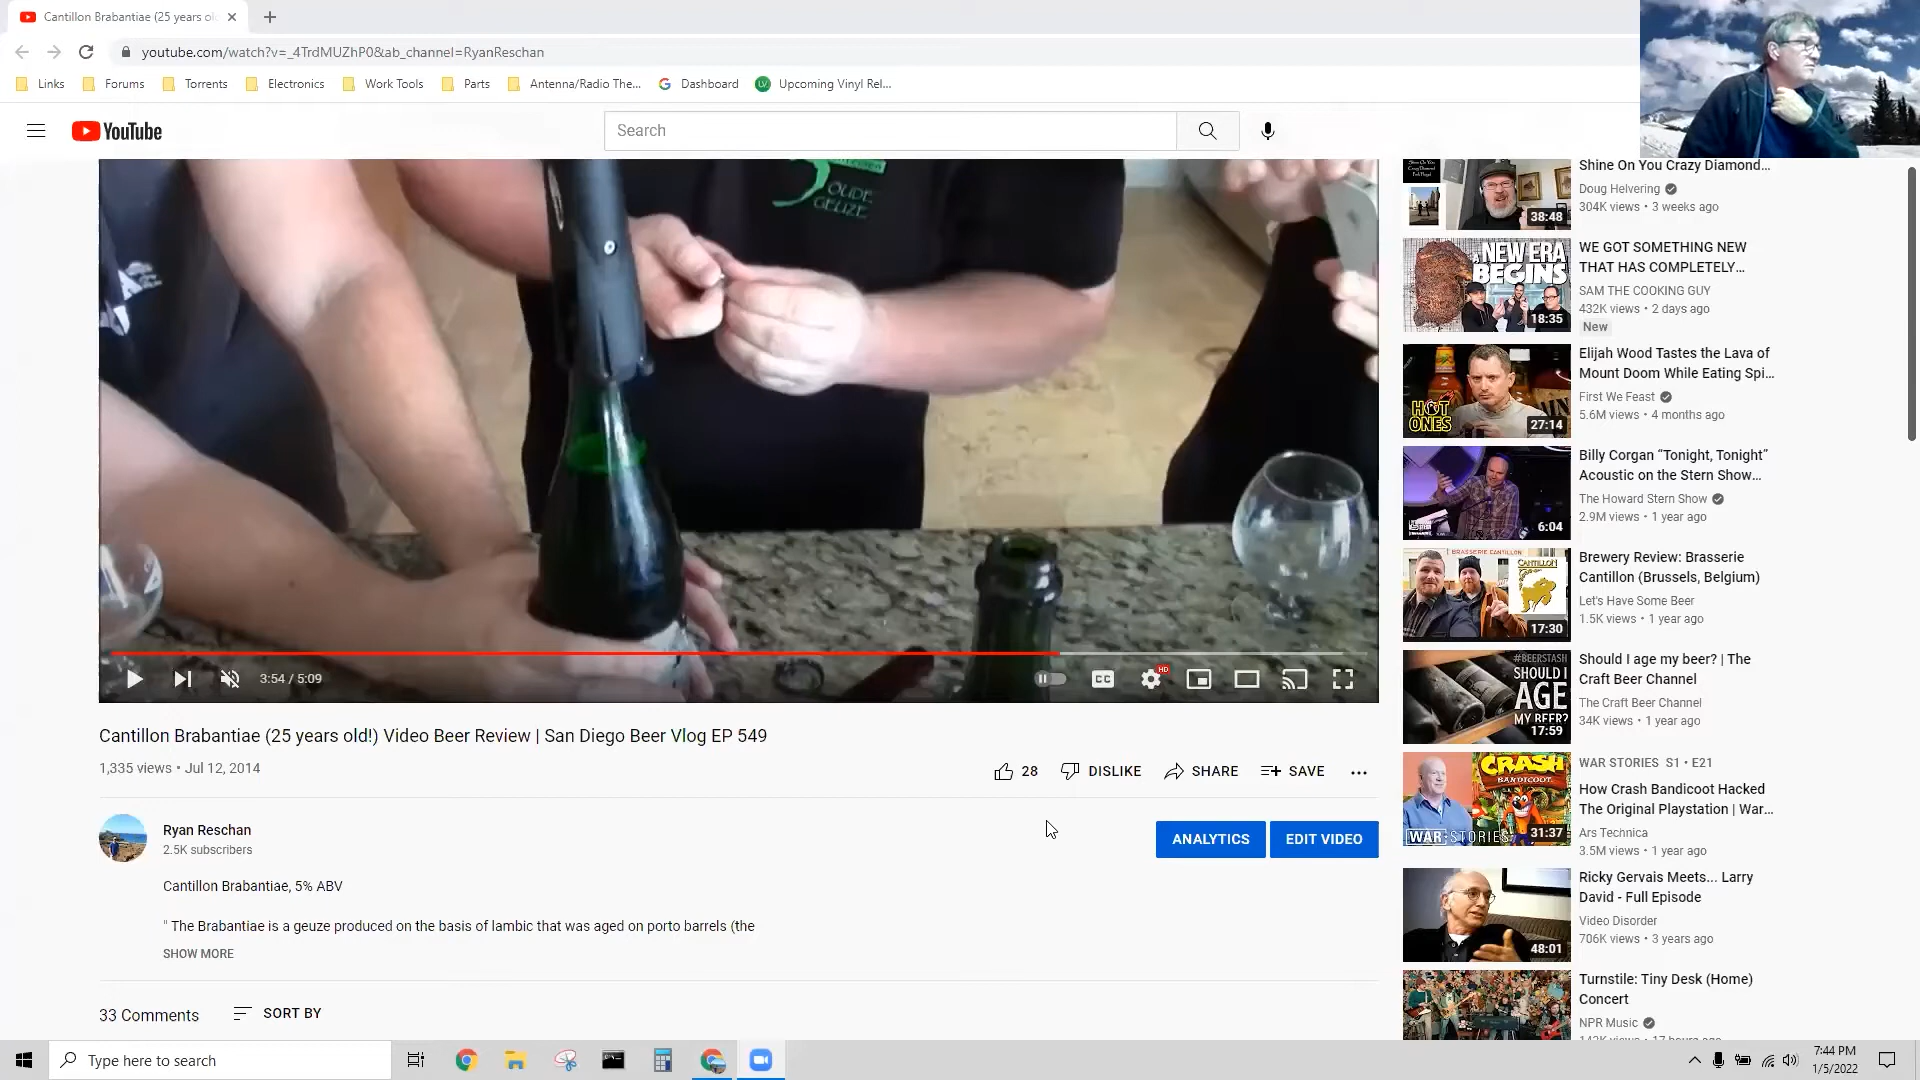 Cantillon Brabantiae (25 years ol
youtube.com/watch?v=_4TrdMUZhP0&ab_channel=RyanReschan
Links
Forums
Torrents
Electronics
Work Tools
Parts
Antenna/Radio The...
Dashboard
LV
Upcoming Vinyl Rel...
YouTube
Search
OUDE
GEUZE
3:54 / 5:09
CC
HD
Cantillon Brabantiae (25 years old!) Video Beer Review | San Diego Beer Vlog EP 549
1,335 views • Jul 12, 2014
28
DISLIKE
SHARE
SAVE
Ryan Reschan
2.5K subscribers
ANALYTICS
EDIT VIDEO
Cantillon Brabantiae, 5% ABV
" The Brabantiae is a geuze produced on the basis of lambic that was aged on porto barrels (the
SHOW MORE
33 Comments
SORT BY
38:48
Shine On You Crazy Diamond...
Doug Helvering
304K views • 3 weeks ago
NEW ERA
BEGINS
18:35
WE GOT SOMETHING NEW
THAT HAS COMPLETELY...
SAM THE COOKING GUY
432K views • 2 days ago
New
HOT
ONES
27:14
Elijah Wood Tastes the Lava of
Mount Doom While Eating Spi...
First We Feast
5.6M views • 4 months ago
6:04
Billy Corgan “Tonight, Tonight”
Acoustic on the Stern Show...
The Howard Stern Show
2.9M views • 1 year ago
BRASSERIE CANTILLON
CANTILLON
17:30
Brewery Review: Brasserie
Cantillon (Brussels, Belgium)
Let's Have Some Beer
1.5K views • 1 year ago
#BEERSTASH
SHOULD I
AGE
MY BEER?
17:59
Should I age my beer? | The
Craft Beer Channel
The Craft Beer Channel
34K views • 1 year ago
CRASH
BANDICOOT
WAR STORIES
31:37
WAR STORIES S1 • E21
How Crash Bandicoot Hacked
The Original Playstation | War...
Ars Technica
3.5M views • 1 year ago
48:01
Ricky Gervais Meets... Larry
David - Full Episode
Video Disorder
706K views • 3 years ago
Turnstile: Tiny Desk (Home)
Concert
NPR Music
Type here to search
7:44 PM
1/5/2022